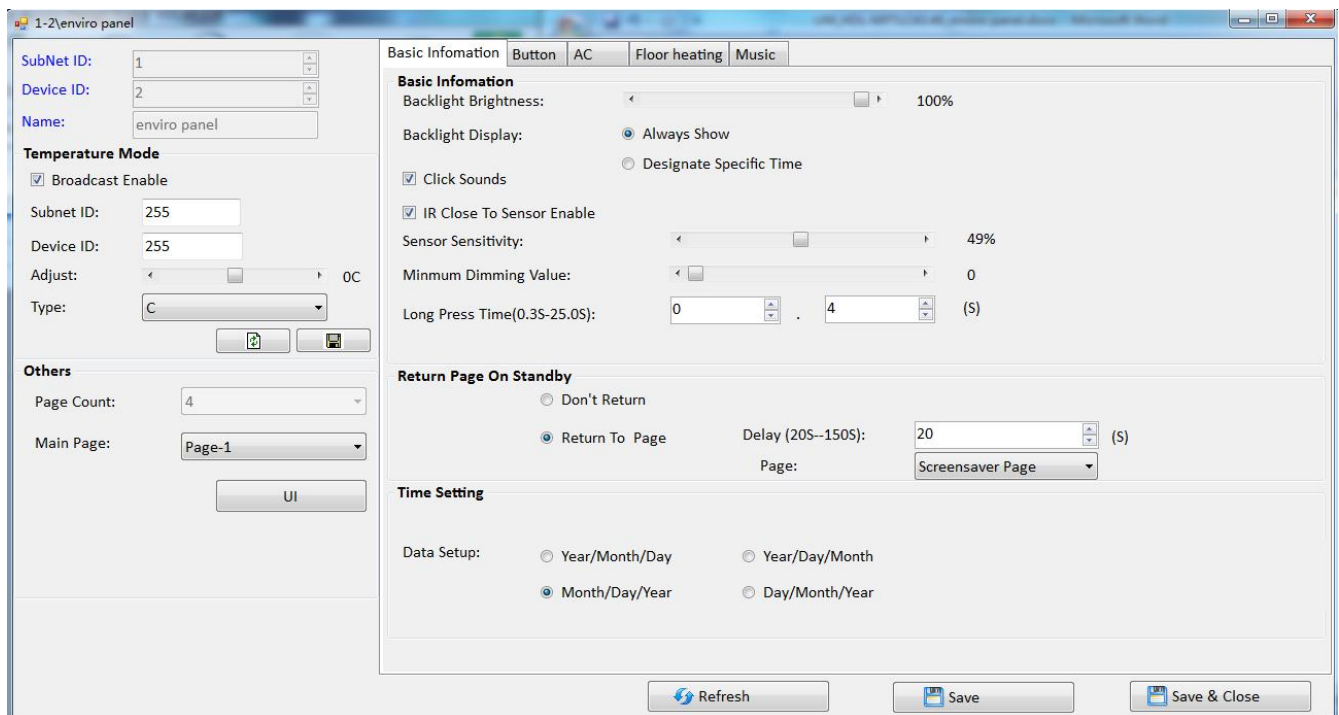 1-2\enviro panel
SubNet ID: 1
Device ID: 2
Name: enviro panel
Temperature Mode
Broadcast Enable
Subnet ID: 255
Device ID: 255
Adjust: 0C
Type: C
Others
Page Count: 4
Main Page: Page-1
UI
Basic Infomation Button AC Floor heating Music
Basic Infomation
Backlight Brightness: 100%
Backlight Display: Always Show
Designate Specific Time
Click Sounds
IR Close To Sensor Enable
Sensor Sensitivity: 49%
Minmum Dimming Value: 0
Long Press Time(0.3S-25.0S): 0 . 4 (S)
Return Page On Standby
Don't Return
Return To Page Delay (20S--150S): 20 (S)
Page: Screensaver Page
Time Setting
Data Setup: Year/Month/Day Year/Day/Month
Month/Day/Year Day/Month/Year
Refresh Save Save & Close